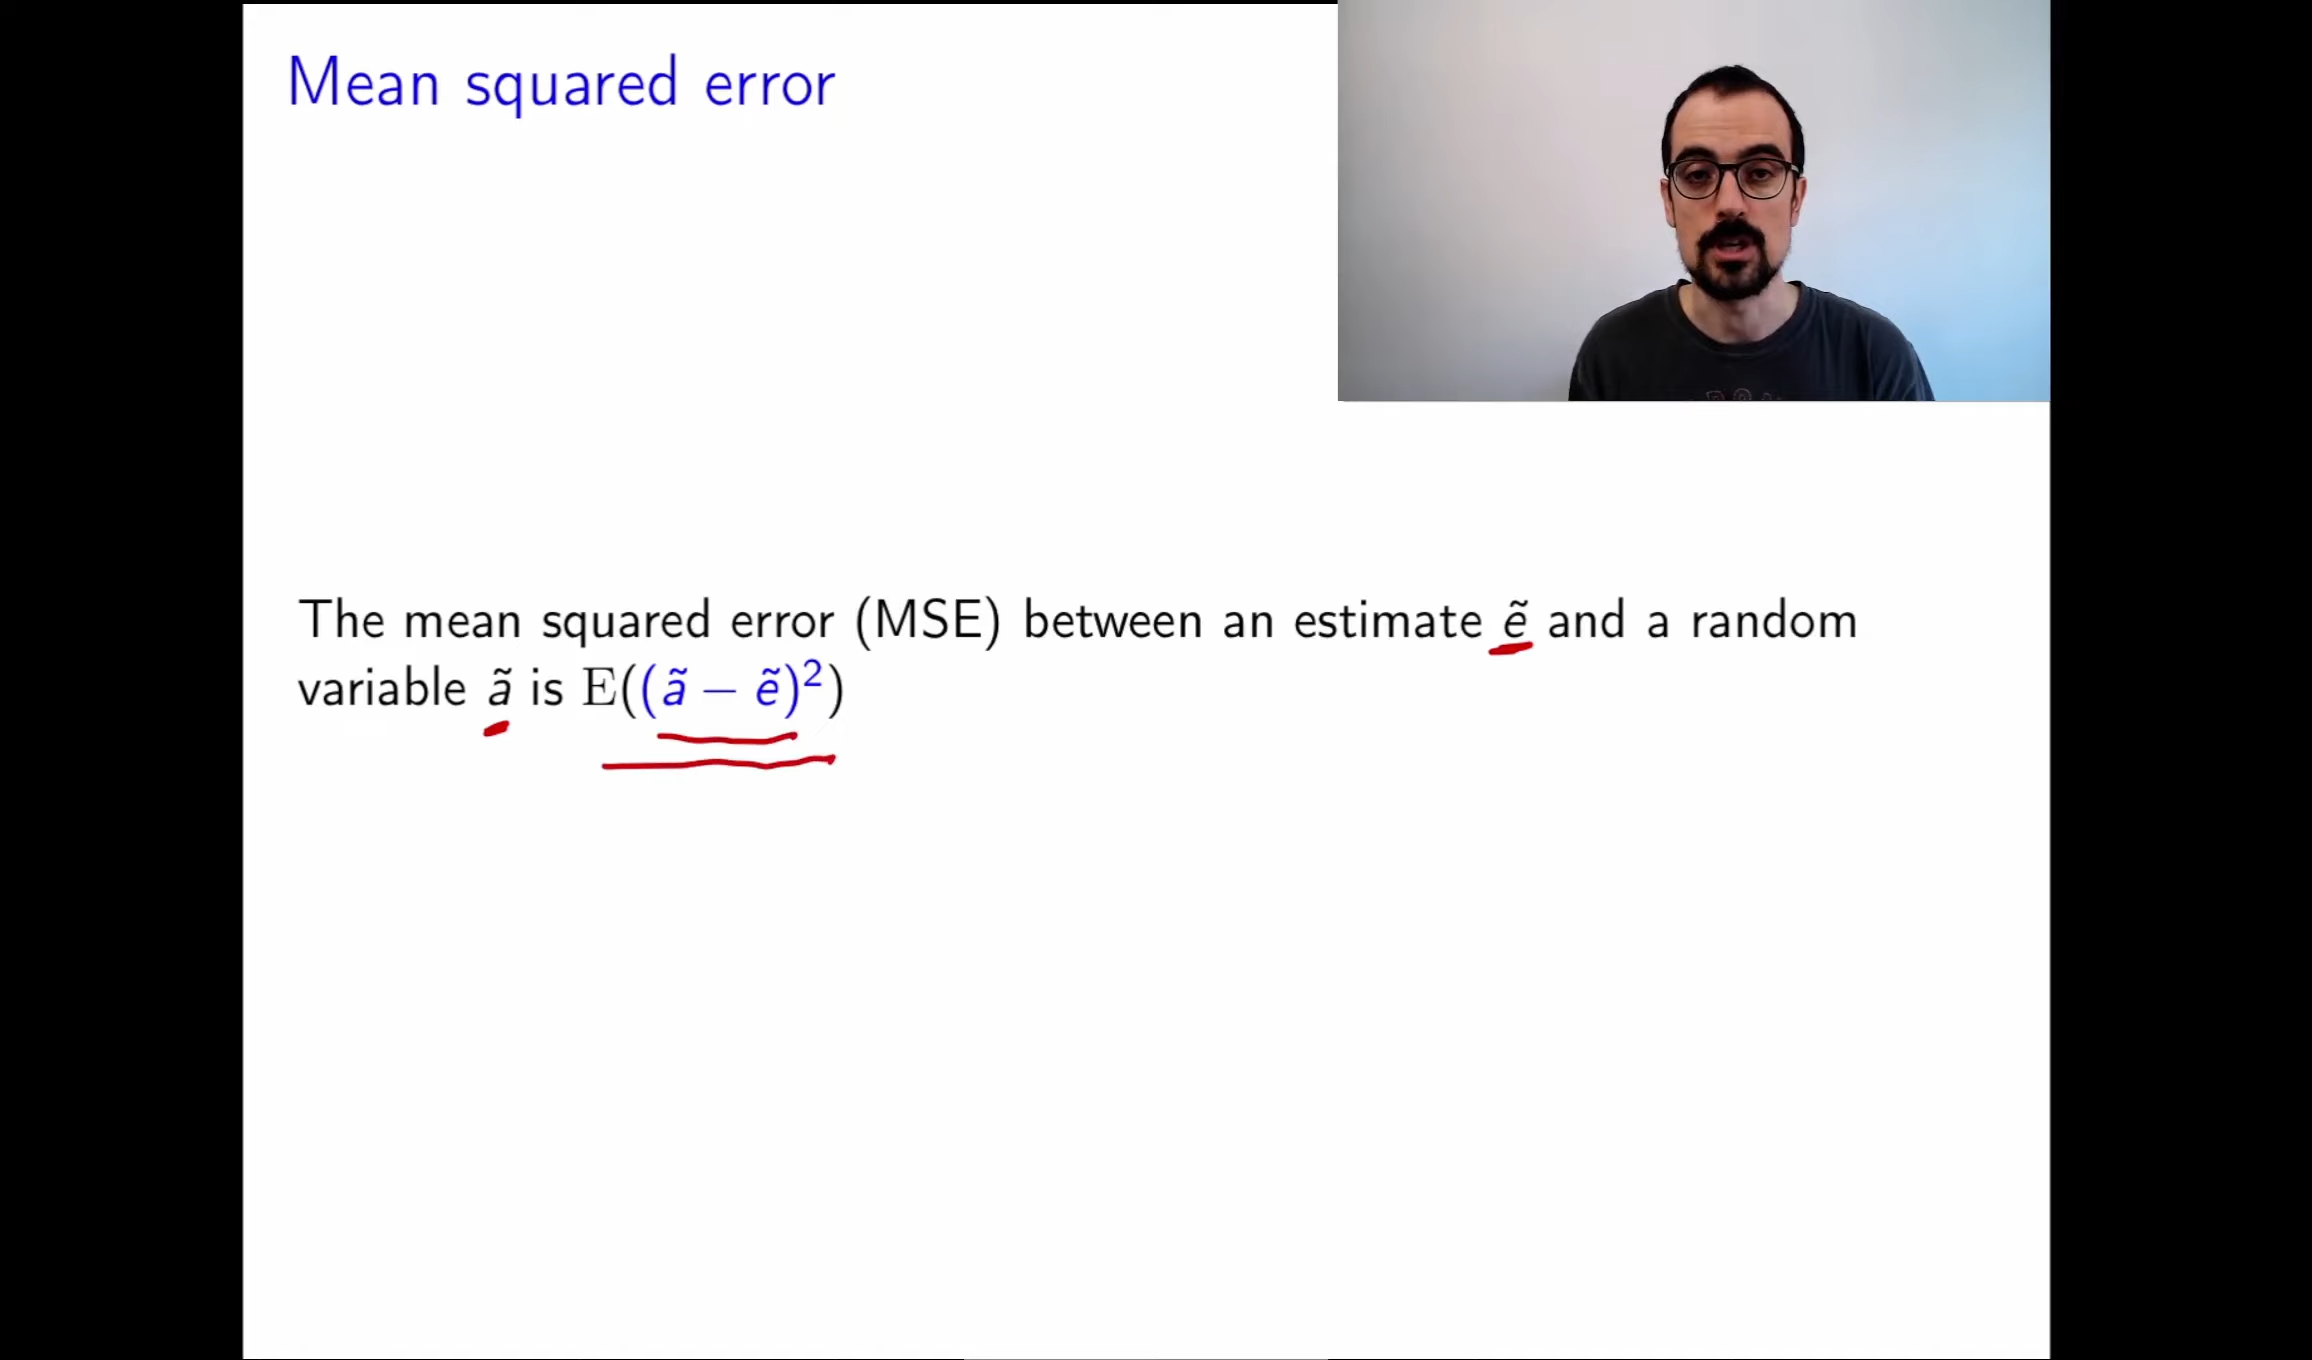 Mean squared error
The mean squared error (MSE) between an estimate ẽ and a random
variable ã is E((ã − ẽ)²)